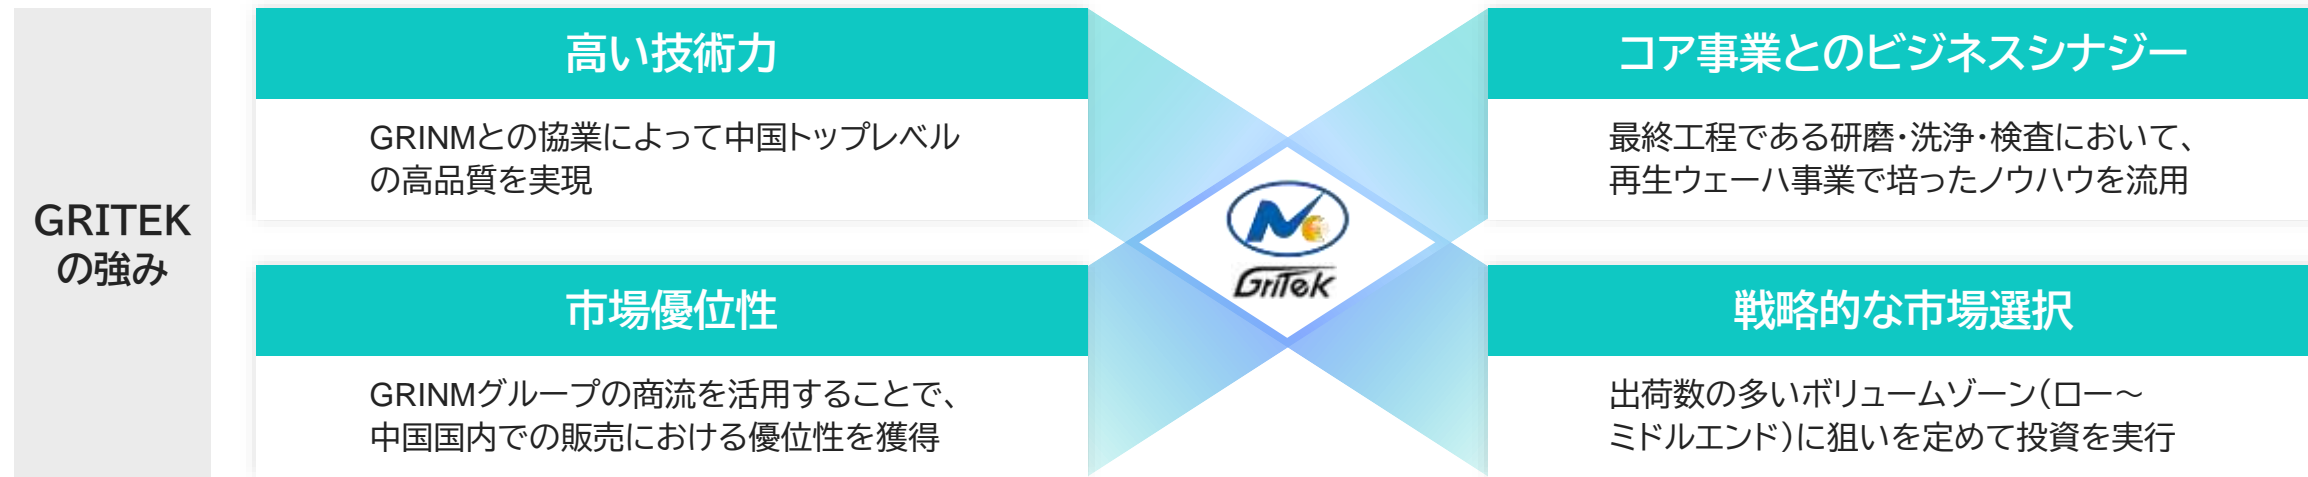 GRITEK
の強み
高い技術力
GRINMとの協業によって中国トップレベル
の高品質を実現
コア事業とのビジネスシナジー
最終工程である研磨・洗浄・検査において、
再生ウェーハ事業で培ったノウハウを流用
GriTek
市場優位性
GRINMグループの商流を活用することで、
中国国内での販売における優位性を獲得
戦略的な市場選択
出荷数の多いボリュームゾーン(ロー～
ミドルエンド)に狙いを定めて投資を実行